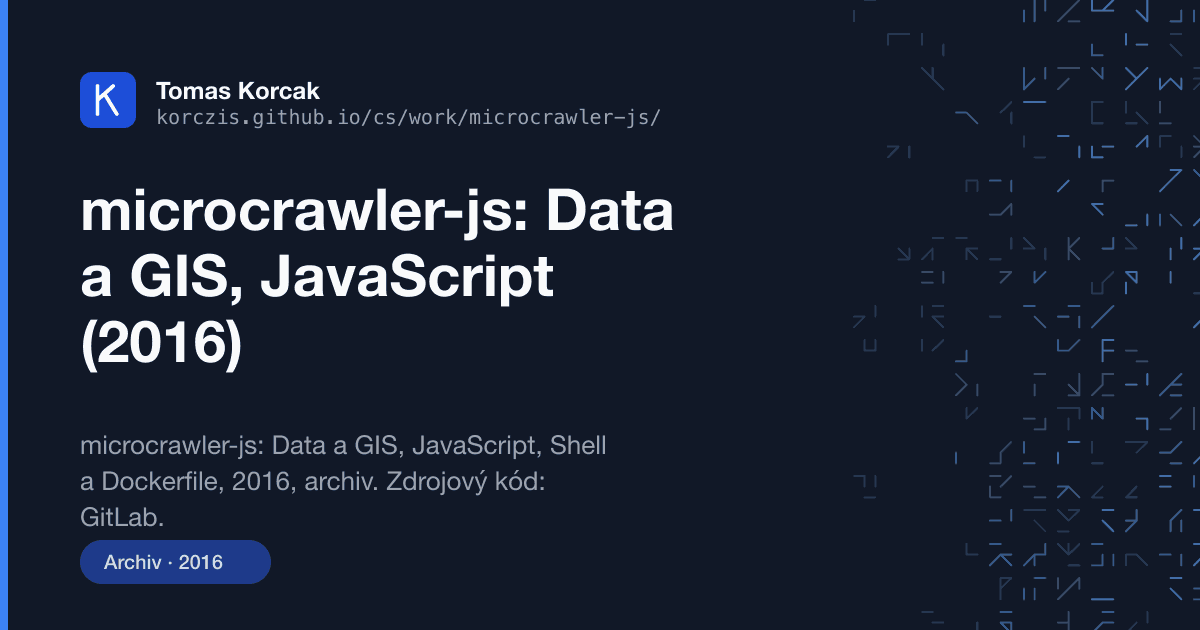 K
Tomas Korcak
korczis.github.io/cs/work/microcrawler-js/
microcrawler-js: Data
a GIS, JavaScript
(2016)
microcrawler-js: Data a GIS, JavaScript, Shell
a Dockerfile, 2016, archiv. Zdrojový kód:
GitLab.
Archiv · 2016